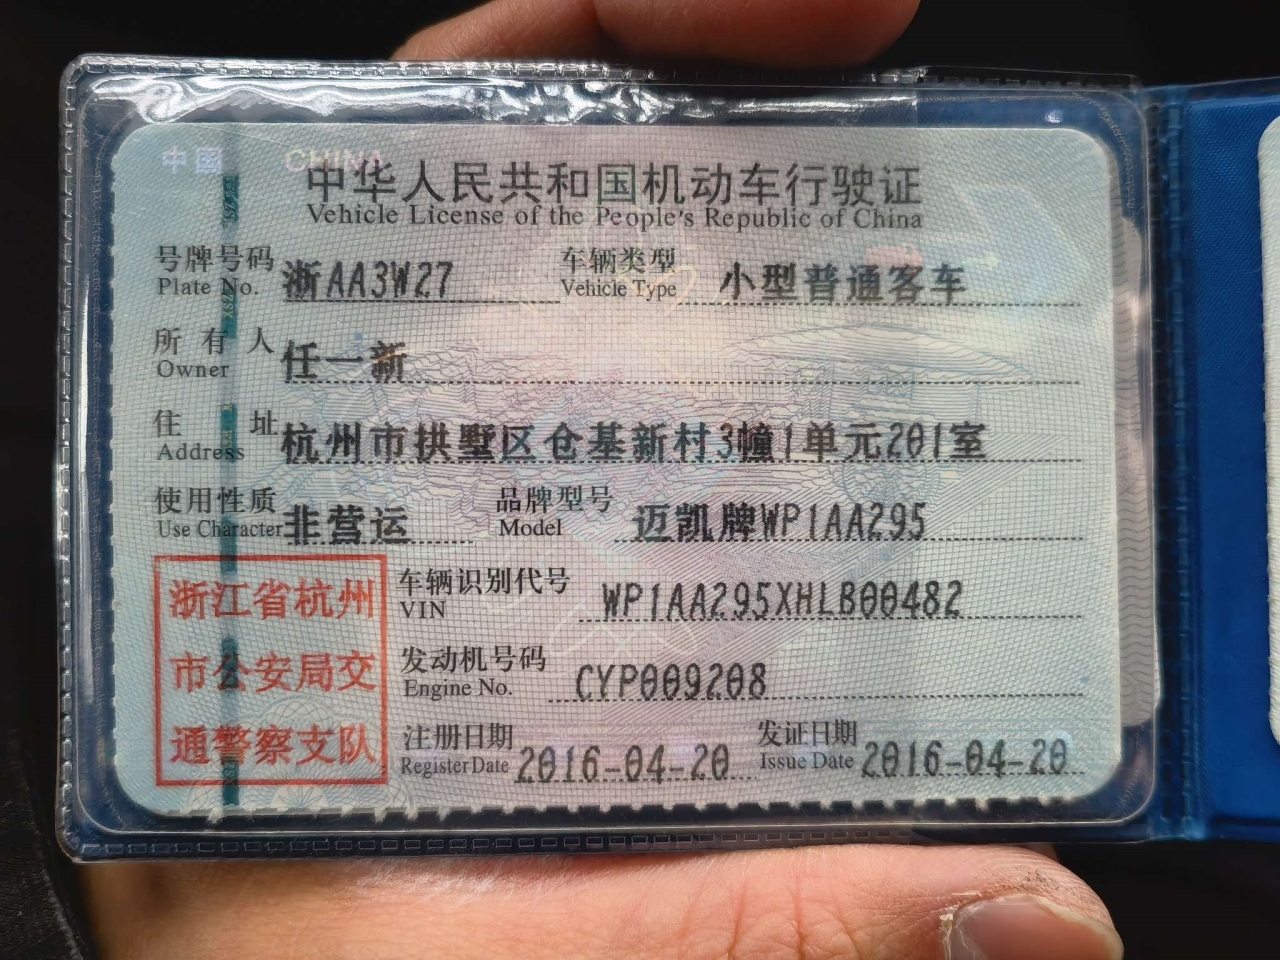 中国 CHINA
中华人民共和国机动车行驶证
Vehicle License of the People's Republic of China
号牌号码 浙AA3W27 车辆类型 小型普通客车
Plate No. Vehicle Type
所有人 任一新
Owner
住址 杭州市拱墅区仓基新村3幢1单元201室
Address
使用性质 非营运 品牌型号 迈凯牌WP1AA295
Use Character Model
浙江省杭州
市公安局交
通警察支队
车辆识别代号 WP1AA295XHLB00482
VIN
发动机号码 CYP009208
Engine No.
注册日期 2016-04-20 发证日期 2016-04-20
Register Date Issue Date